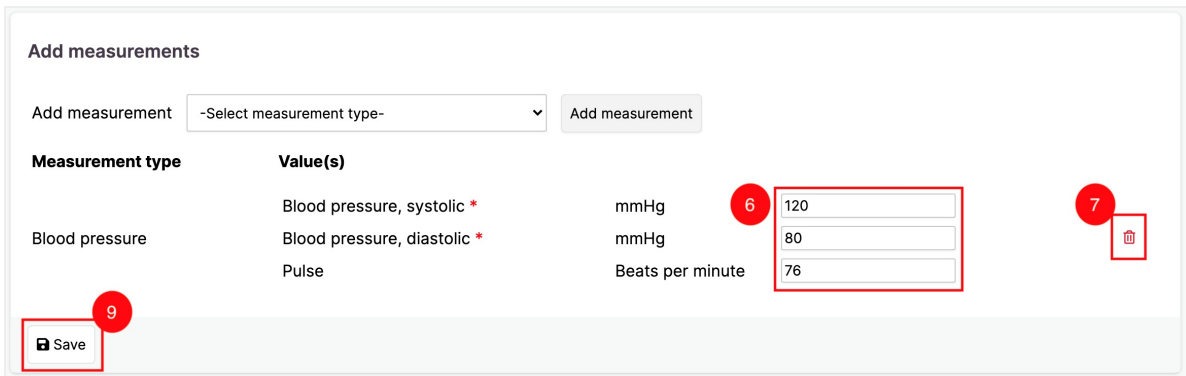 Add measurements
Add measurement -Select measurement type- Add measurement
Measurement type Value(s)
Blood pressure, systolic * mmHg 6 120 7
Blood pressure Blood pressure, diastolic * mmHg 80
Pulse Beats per minute 76
9
Save